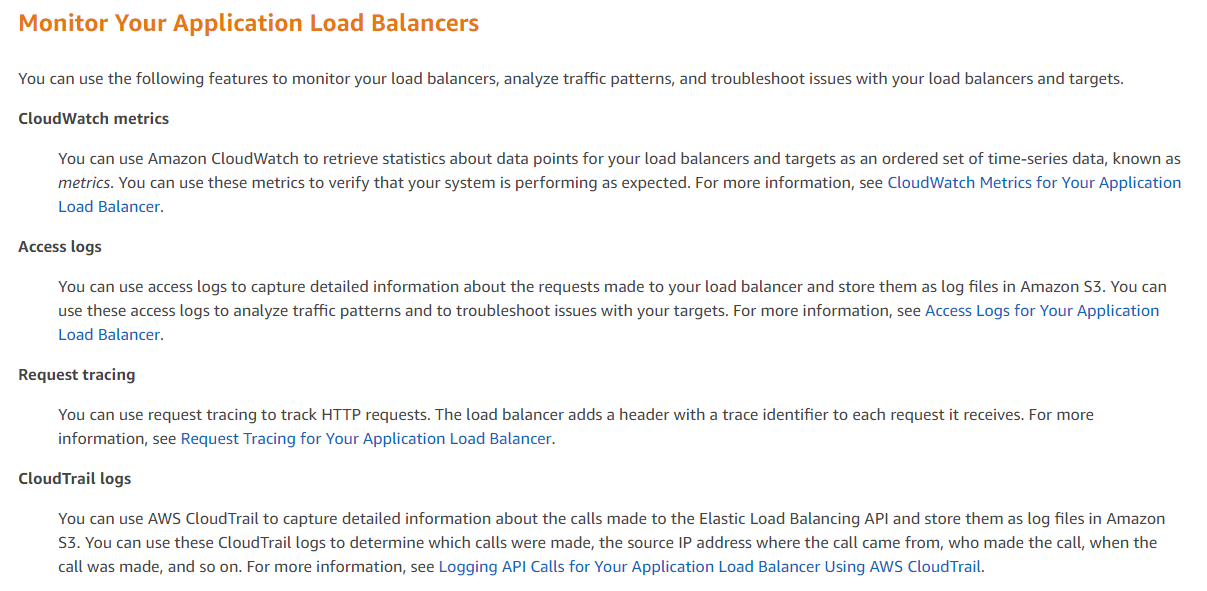 Monitor Your Application Load Balancers
You can use the following features to monitor your load balancers, analyze traffic patterns, and troubleshoot issues with your load balancers and targets.
CloudWatch metrics
You can use Amazon CloudWatch to retrieve statistics about data points for your load balancers and targets as an ordered set of time-series data, known as
metrics. You can use these metrics to verify that your system is performing as expected. For more information, see CloudWatch Metrics for Your Application
Load Balancer.
Access logs
You can use access logs to capture detailed information about the requests made to your load balancer and store them as log files in Amazon S3. You can
use these access logs to analyze traffic patterns and to troubleshoot issues with your targets. For more information, see Access Logs for Your Application
Load Balancer.
Request tracing
You can use request tracing to track HTTP requests. The load balancer adds a header with a trace identifier to each request it receives. For more
information, see Request Tracing for Your Application Load Balancer.
CloudTrail logs
You can use AWS CloudTrail to capture detailed information about the calls made to the Elastic Load Balancing API and store them as log files in Amazon
S3. You can use these CloudTrail logs to determine which calls were made, the source IP address where the call came from, who made the call, when the
call was made, and so on. For more information, see Logging API Calls for Your Application Load Balancer Using AWS CloudTrail.